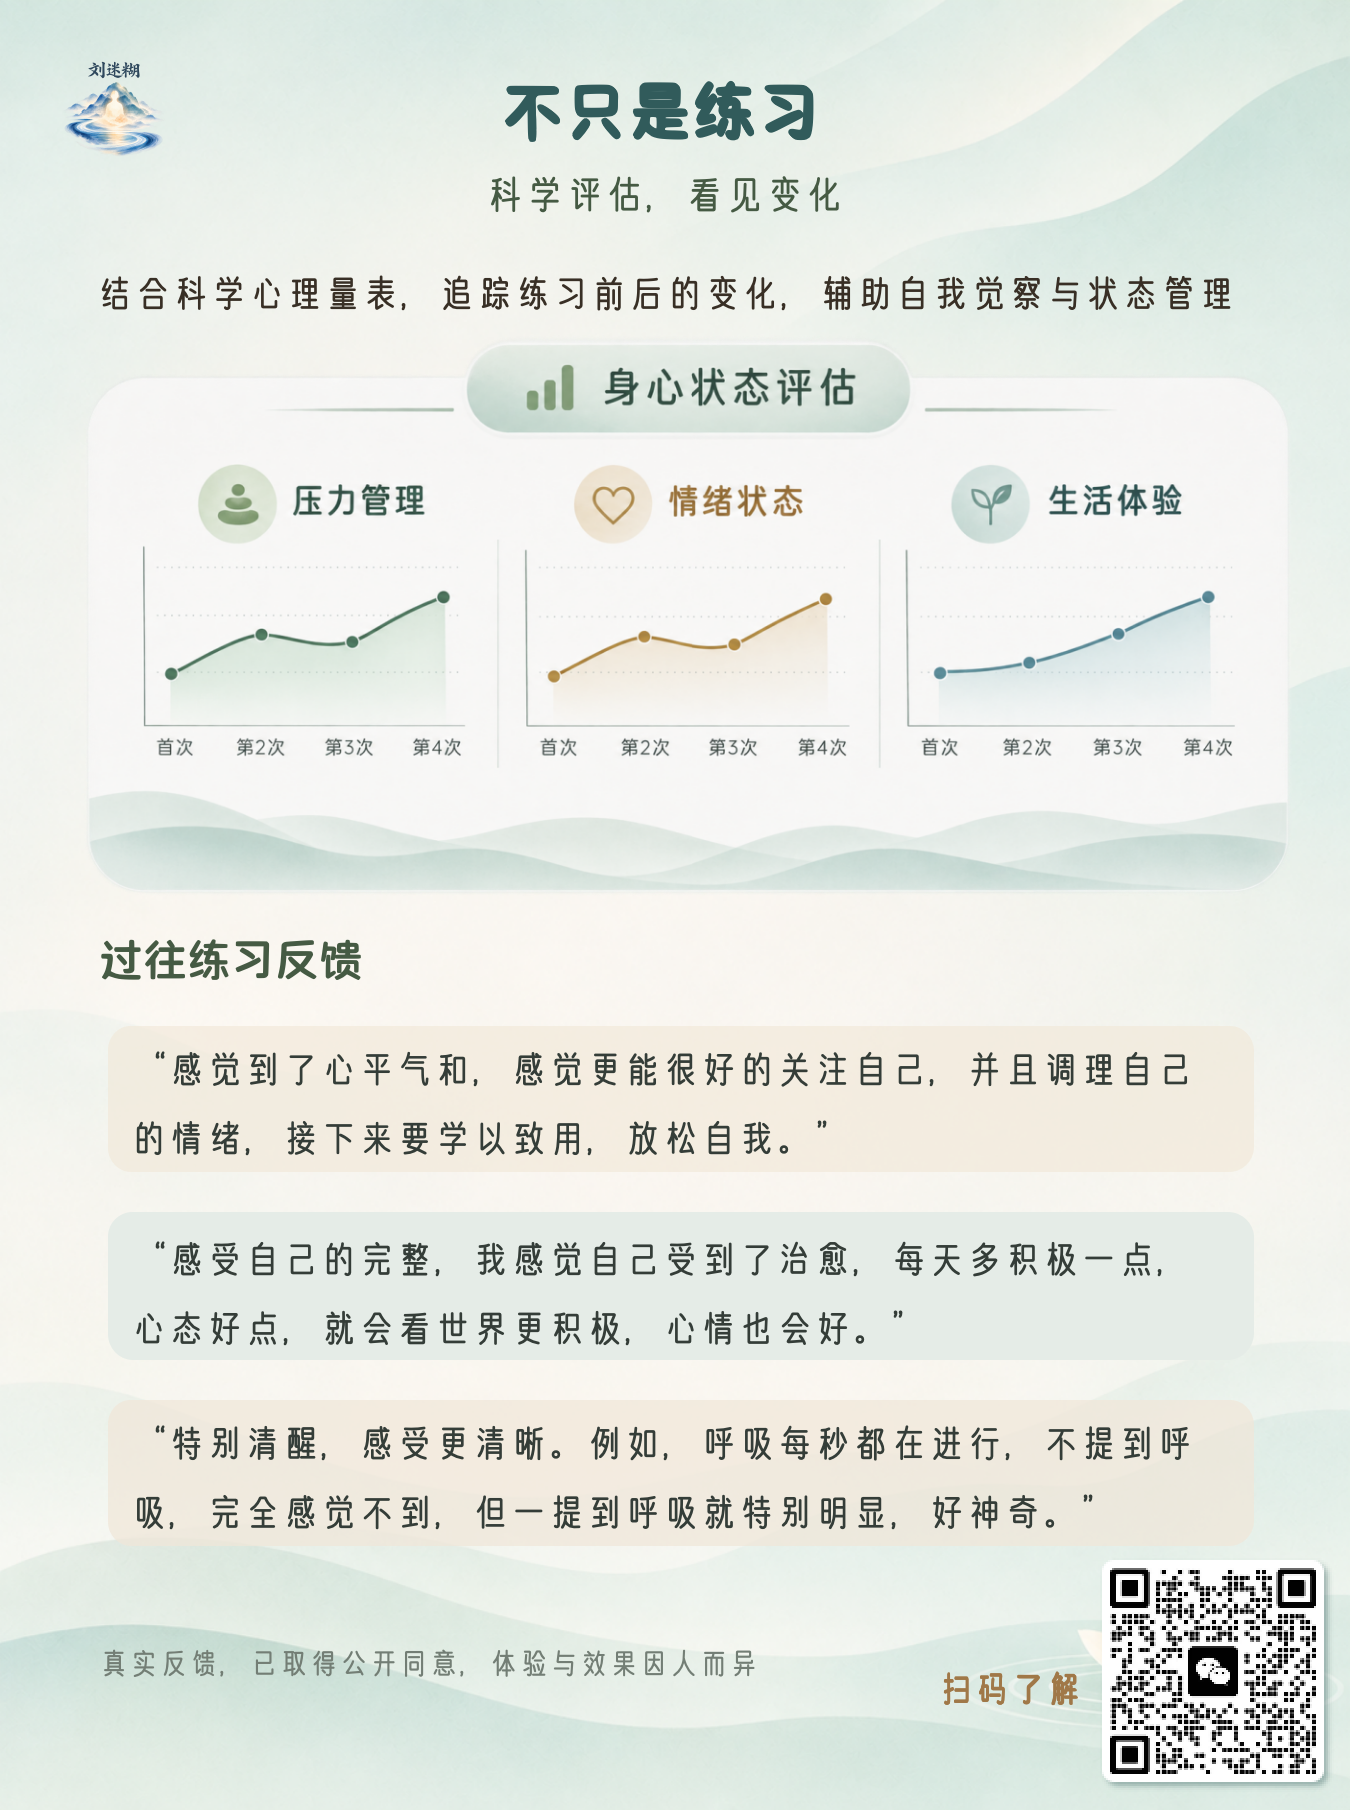 刘迷糊
不只是练习
科学评估，看见变化
结合科学心理量表，追踪练习前后的变化，辅助自我觉察与状态管理
身心状态评估
压力管理
首次 第2次 第3次 第4次
情绪状态
首次 第2次 第3次 第4次
生活体验
首次 第2次 第3次 第4次
过往练习反馈
“感觉到了心平气和，感觉更能很好的关注自己，并且调理自己
的情绪，接下来要学以致用，放松自我。”
“感受自己的完整，我感觉自己受到了治愈，每天多积极一点，
心态好点，就会看世界更积极，心情也会好。”
“特别清醒，感受更清晰。例如，呼吸每秒都在进行，不提到呼
吸，完全感觉不到，但一提到呼吸就特别明显，好神奇。”
真实反馈，已取得公开同意，体验与效果因人而异
扫码了解